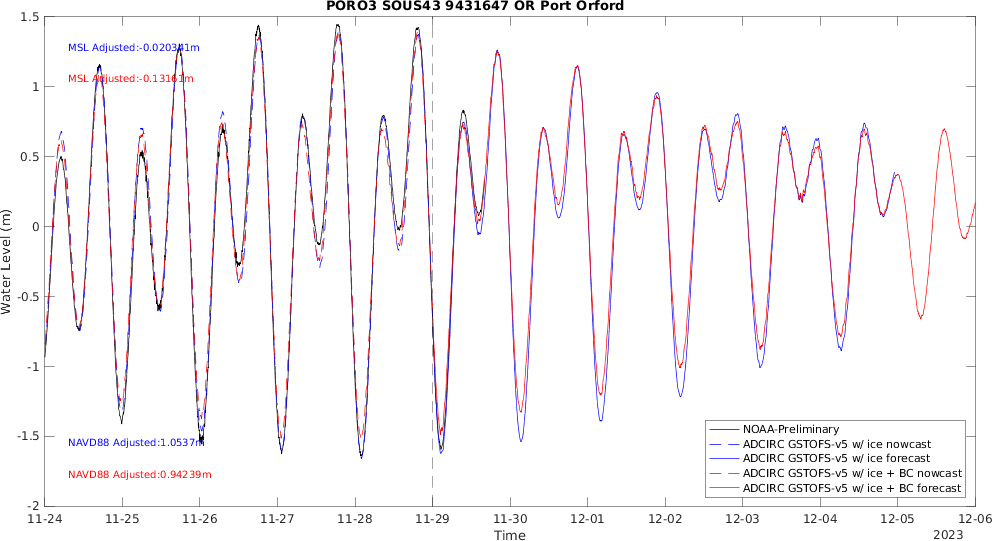 PORO3 SOUS43 9431647 OR Port Orford
1.5
1
0.5
0
-0.5
-1
-1.5
-2
Water Level (m)
MSL Adjusted:-0.020341m
MSL Adjusted:-0.13161m
NAVD88 Adjusted:1.0537m
NAVD88 Adjusted:0.94239m
NOAA-Preliminary
ADCIRC GSTOFS-v5 w/ ice nowcast
ADCIRC GSTOFS-v5 w/ ice forecast
ADCIRC GSTOFS-v5 w/ ice + BC nowcast
ADCIRC GSTOFS-v5 w/ ice + BC forecast
11-24 11-25 11-26 11-27 11-28 11-29 11-30 12-01 12-02 12-03 12-04 12-05 12-06
Time
2023